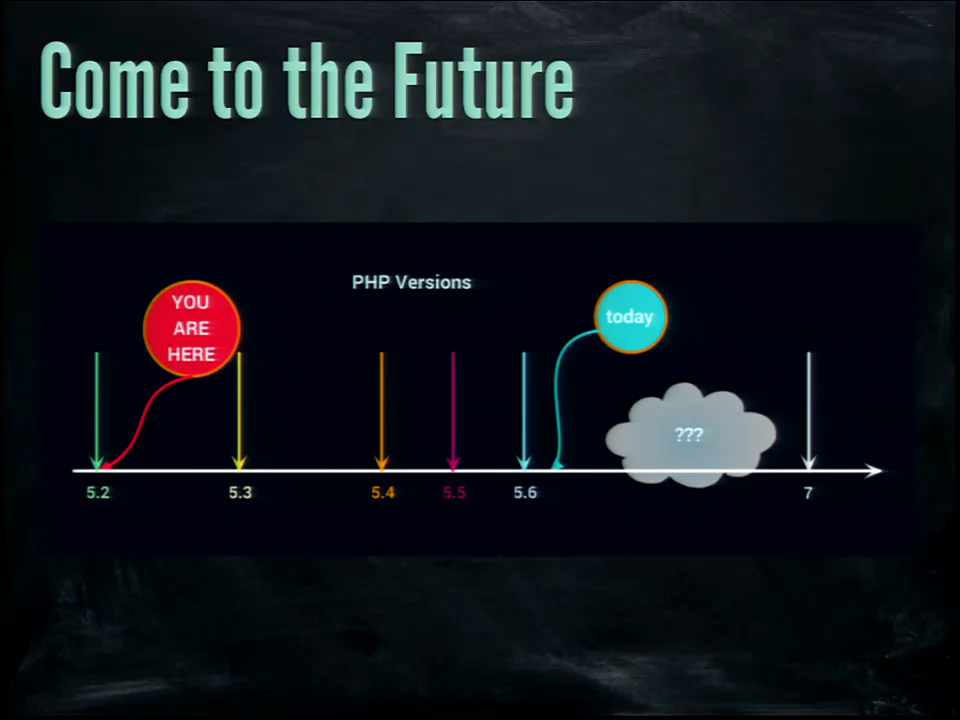 Come to the Future
PHP Versions
YOU
ARE
HERE
today
???
5.2
5.3
5.4
5.5
5.6
7